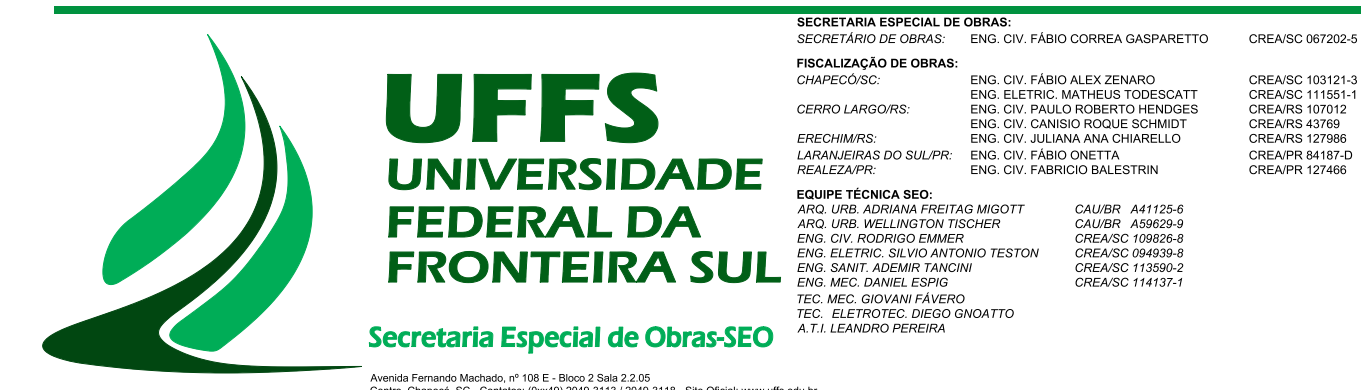 UFFS
UNIVERSIDADE
FEDERAL DA
FRONTEIRA SUL
Secretaria Especial de Obras-SEO
Avenida Fernando Machado, nº 108 E - Bloco 2 Sala 2.2.05
SECRETARIA ESPECIAL DE OBRAS:
SECRETÁRIO DE OBRAS: ENG. CIV. FÁBIO CORREA GASPARETTO CREA/SC 067202-5
FISCALIZAÇÃO DE OBRAS:
CHAPECÓ/SC: ENG. CIV. FÁBIO ALEX ZENARO CREA/SC 103121-3
ENG. ELETRIC. MATHEUS TODESCATT CREA/SC 111551-1
CERRO LARGO/RS: ENG. CIV. PAULO ROBERTO HENDGES CREA/RS 107012
ENG. CIV. CANISIO ROQUE SCHMIDT CREA/RS 43769
ERECHIM/RS: ENG. CIV. JULIANA ANA CHIARELLO CREA/RS 127986
LARANJEIRAS DO SUL/PR: ENG. CIV. FÁBIO ONETTA CREA/PR 84187-D
REALEZA/PR: ENG. CIV. FABRICIO BALESTRIN CREA/PR 127466
EQUIPE TÉCNICA SEO:
ARQ. URB. ADRIANA FREITAG MIGOTT CAU/BR A41125-6
ARQ. URB. WELLINGTON TISCHER CAU/BR A59629-9
ENG. CIV. RODRIGO EMMER CREA/SC 109826-8
ENG. ELETRIC. SILVIO ANTONIO TESTON CREA/SC 094939-8
ENG. SANIT. ADEMIR TANCINI CREA/SC 113590-2
ENG. MEC. DANIEL ESPIG CREA/SC 114137-1
TEC. MEC. GIOVANI FÁVERO
TEC. ELETROTEC. DIEGO GNOATTO
A.T.I. LEANDRO PEREIRA